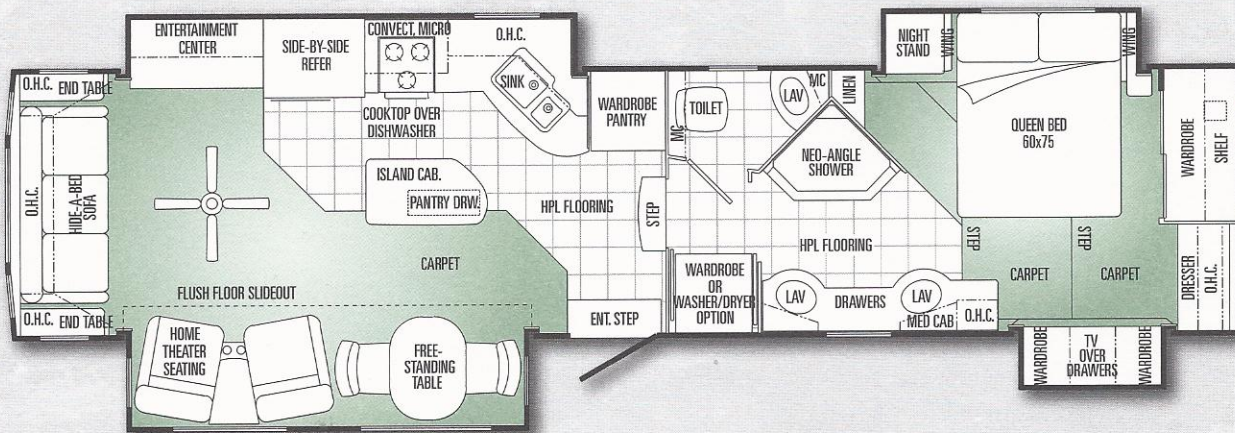 ENTERTAINMENT
CENTER
SIDE-BY-SIDE
REFER
CONVECT, MICRO
O.H.C.
SINK
COOKTOP OVER
DISHWASHER
WARDROBE
PANTRY
O.H.C.
END TABLE
O.H.C.
HIDE-A-BED
SOFA
O.H.C.
END TABLE
ISLAND CAB.
PANTRY DRW.
HPL FLOORING
STEP
CARPET
FLUSH FLOOR SLIDEOUT
HOME
THEATER
SEATING
FREE-
STANDING
TABLE
ENT. STEP
MC
TOILET
LAV
MC
LINEN
NEO-ANGLE
SHOWER
HPL FLOORING
WARDROBE
OR
WASHER/DRYER
OPTION
LAV
DRAWERS
LAV
MED CAB
O.H.C.
NIGHT
STAND
WING
WING
QUEEN BED
60x75
STEP
STEP
CARPET
CARPET
WARDROBE
SHELF
DRESSER
O.H.C.
WARDROBE
TV
OVER
DRAWERS
WARDROBE